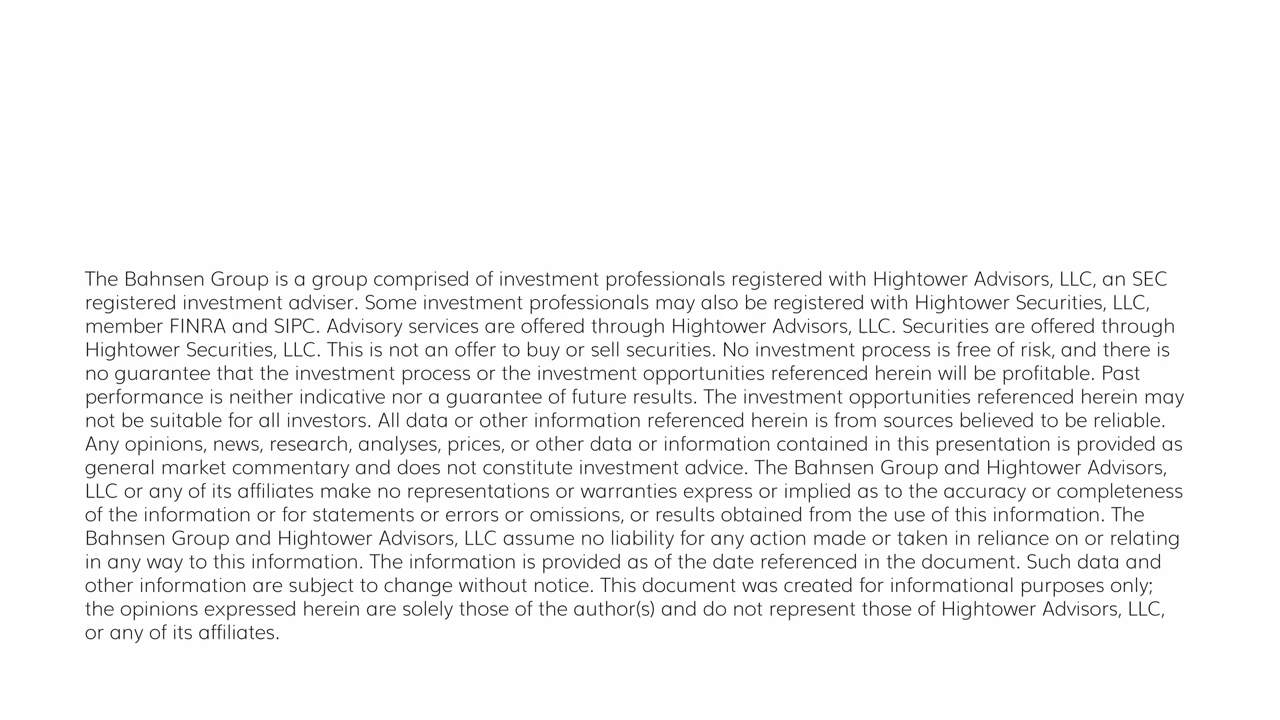 The Bahnsen Group is a group comprised of investment professionals registered with Hightower Advisors, LLC, an SEC
registered investment adviser. Some investment professionals may also be registered with Hightower Securities, LLC,
member FINRA and SIPC. Advisory services are offered through Hightower Advisors, LLC. Securities are offered through
Hightower Securities, LLC. This is not an offer to buy or sell securities. No investment process is free of risk, and there is
no guarantee that the investment process or the investment opportunities referenced herein will be profitable. Past
performance is neither indicative nor a guarantee of future results. The investment opportunities referenced herein may
not be suitable for all investors. All data or other information referenced herein is from sources believed to be reliable.
Any opinions, news, research, analyses, prices, or other data or information contained in this presentation is provided as
general market commentary and does not constitute investment advice. The Bahnsen Group and Hightower Advisors,
LLC or any of its affiliates make no representations or warranties express or implied as to the accuracy or completeness
of the information or for statements or errors or omissions, or results obtained from the use of this information. The
Bahnsen Group and Hightower Advisors, LLC assume no liability for any action made or taken in reliance on or relating
in any way to this information. The information is provided as of the date referenced in the document. Such data and
other information are subject to change without notice. This document was created for informational purposes only;
the opinions expressed herein are solely those of the author(s) and do not represent those of Hightower Advisors, LLC,
or any of its affiliates.